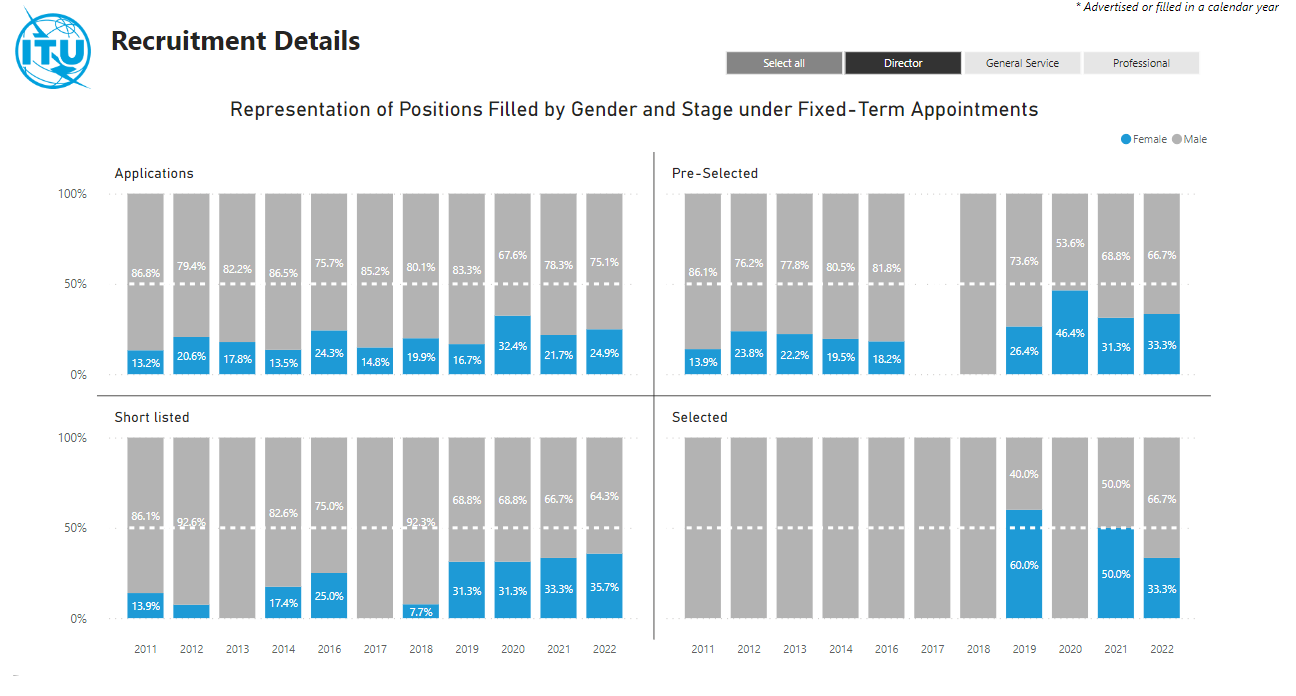 * Advertised or filled in a calendar year
ITU
Recruitment Details
Select all Director General Service Professional
Representation of Positions Filled by Gender and Stage under Fixed-Term Appointments
Female Male
Applications
100%
50%
0%
86.8% 79.4% 82.2% 86.5% 75.7% 85.2% 80.1% 83.3% 67.6% 78.3% 75.1%
13.2% 20.6% 17.8% 13.5% 24.3% 14.8% 19.9% 16.7% 32.4% 21.7% 24.9%
Pre-Selected
86.1% 76.2% 77.8% 80.5% 81.8% 73.6% 53.6% 68.8% 66.7%
13.9% 23.8% 22.2% 19.5% 18.2% 26.4% 46.4% 31.3% 33.3%
Short listed
100%
50%
0%
86.1% 92.6% 82.6% 75.0% 92.3% 68.8% 68.8% 66.7% 64.3%
13.9% 17.4% 25.0% 7.7% 31.3% 31.3% 33.3% 35.7%
2011 2012 2013 2014 2016 2017 2018 2019 2020 2021 2022
Selected
40.0% 50.0% 66.7%
60.0% 50.0% 33.3%
2011 2012 2013 2014 2016 2017 2018 2019 2020 2021 2022